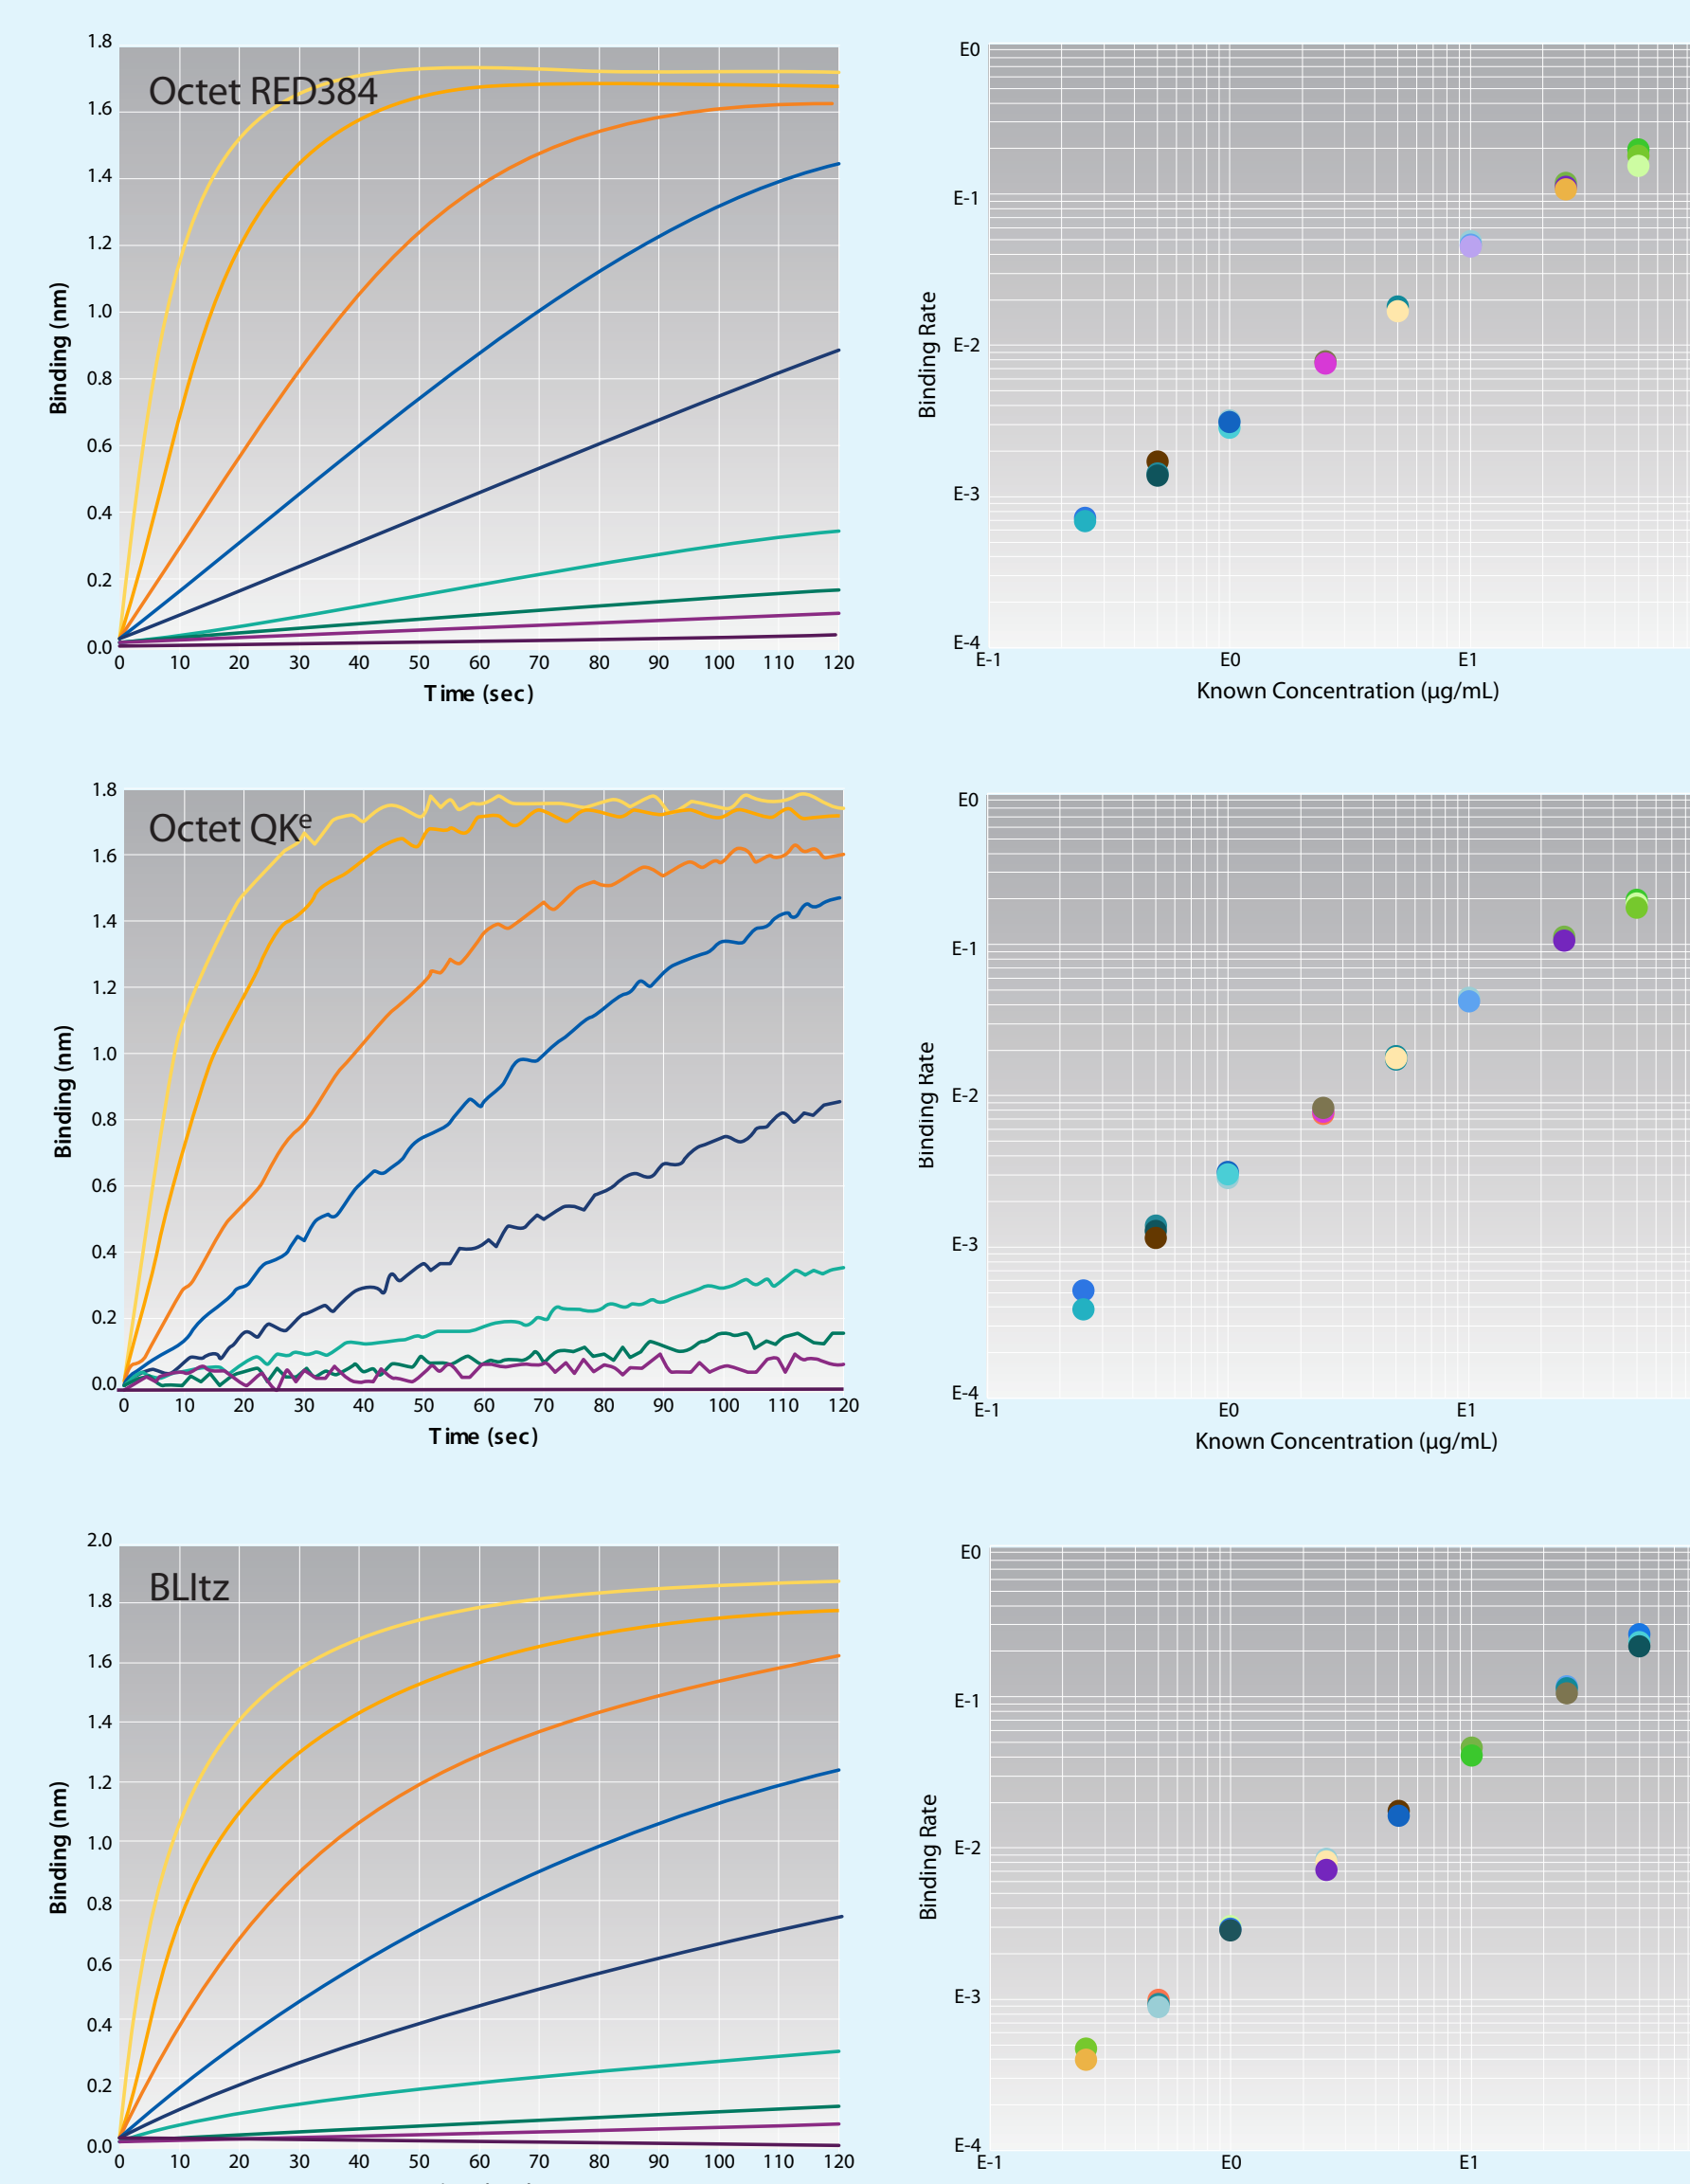 Octet RED384
Binding (nm)
1.8
1.6
1.4
1.2
1.0
0.8
0.6
0.4
0.2
0.0
0 10 20 30 40 50 60 70 80 90 100 110 120
Time (sec)
Binding Rate
E0
E-1
E-2
E-3
E-4
E-1 E0 E1
Known Concentration (µg/mL)
Octet QKe
Binding (nm)
1.8
1.6
1.4
1.2
1.0
0.8
0.6
0.4
0.2
0.0
0 10 20 30 40 50 60 70 80 90 100 110 120
Time (sec)
Binding Rate
E0
E-1
E-2
E-3
E-4
E-1 E0 E1
Known Concentration (µg/mL)
BLItz
Binding (nm)
2.0
1.8
1.6
1.4
1.2
1.0
0.8
0.6
0.4
0.2
0.0
0 10 20 30 40 50 60 70 80 90 100 110 120
Binding Rate
E0
E-1
E-2
E-3
E-4
E-1 E0 E1